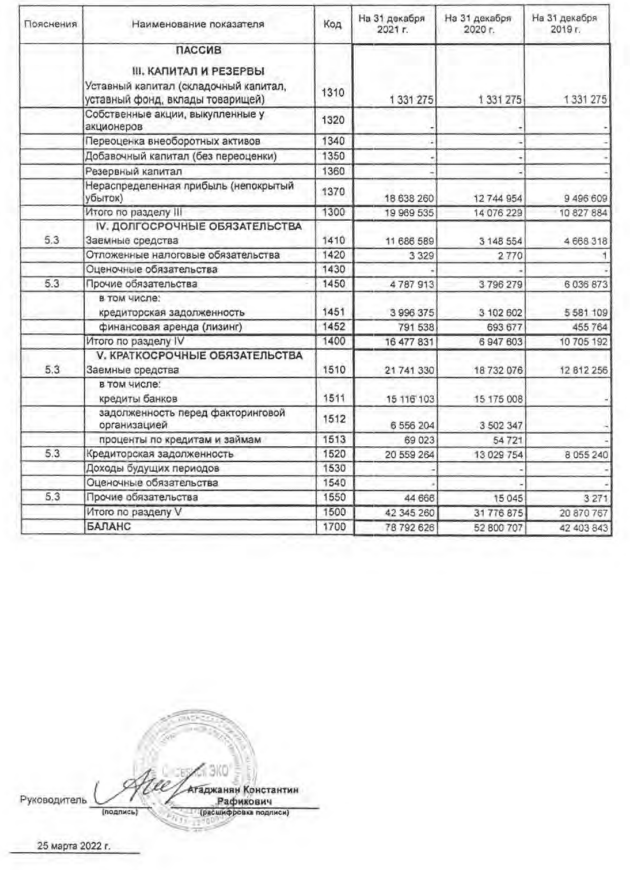 Пояснения Наименование показателя Код На 31 декабря 2021 г. На 31 декабря 2020 г. На 31 декабря 2019 г.
ПАССИВ
III. КАПИТАЛ И РЕЗЕРВЫ
Уставный капитал (складочный капитал,
уставный фонд, вклады товарищей) 1310 1 331 275 1 331 275 1 331 275
Собственные акции, выкупленные у
акционеров 1320 - - -
Переоценка внеоборотных активов 1340 - - -
Добавочный капитал (без переоценки) 1350 - - -
Резервный капитал 1360 - - -
Нераспределенная прибыль (непокрытый
убыток) 1370 18 638 260 12 744 954 9 496 609
Итого по разделу III 1300 19 969 535 14 076 229 10 827 884
IV. ДОЛГОСРОЧНЫЕ ОБЯЗАТЕЛЬСТВА
5.3 Заемные средства 1410 11 686 589 3 148 554 4 668 318
Отложенные налоговые обязательства 1420 3 329 2 770 1
Оценочные обязательства 1430 - - -
5.3 Прочие обязательства 1450 4 787 913 3 796 279 6 036 873
в том числе:
кредиторская задолженность 1451 3 996 375 3 102 602 5 581 109
финансовая аренда (лизинг) 1452 791 538 693 677 455 764
Итого по разделу IV 1400 16 477 831 6 947 603 10 705 192
V. КРАТКОСРОЧНЫЕ ОБЯЗАТЕЛЬСТВА
5.3 Заемные средства 1510 21 741 330 18 732 076 12 812 256
в том числе:
кредиты банков 1511 15 116 103 15 175 008 -
задолженность перед факторинговой
организацией 1512 6 556 204 3 502 347 -
проценты по кредитам и займам 1513 69 023 54 721 -
5.3 Кредиторская задолженность 1520 20 559 264 13 029 754 8 055 240
Доходы будущих периодов 1530 - - -
Оценочные обязательства 1540 - - -
5.3 Прочие обязательства 1550 44 666 15 045 3 271
Итого по разделу V 1500 42 345 260 31 776 875 20 870 767
БАЛАНС 1700 78 792 626 52 800 707 42 403 843
ЭКО
Агаджанян Константин
Руководитель Рафикович
(подпись) (расшифровка подписи)
25 марта 2022 г.